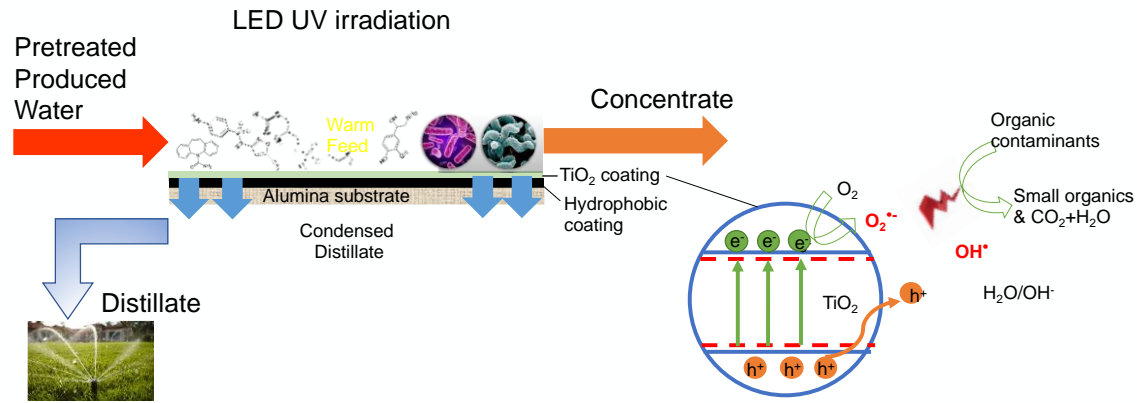 LED UV irradiation
Pretreated
Produced
Water
Warm
Feed
Concentrate
TiO₂ coating
Alumina substrate
Hydrophobic
coating
Condensed
Distillate
Distillate
Organic
contaminants
O₂
O₂•-
Small organics
& CO₂+H₂O
OH•
e-
e-
e-
TiO₂
h+
H₂O/OH-
h+
h+
h+